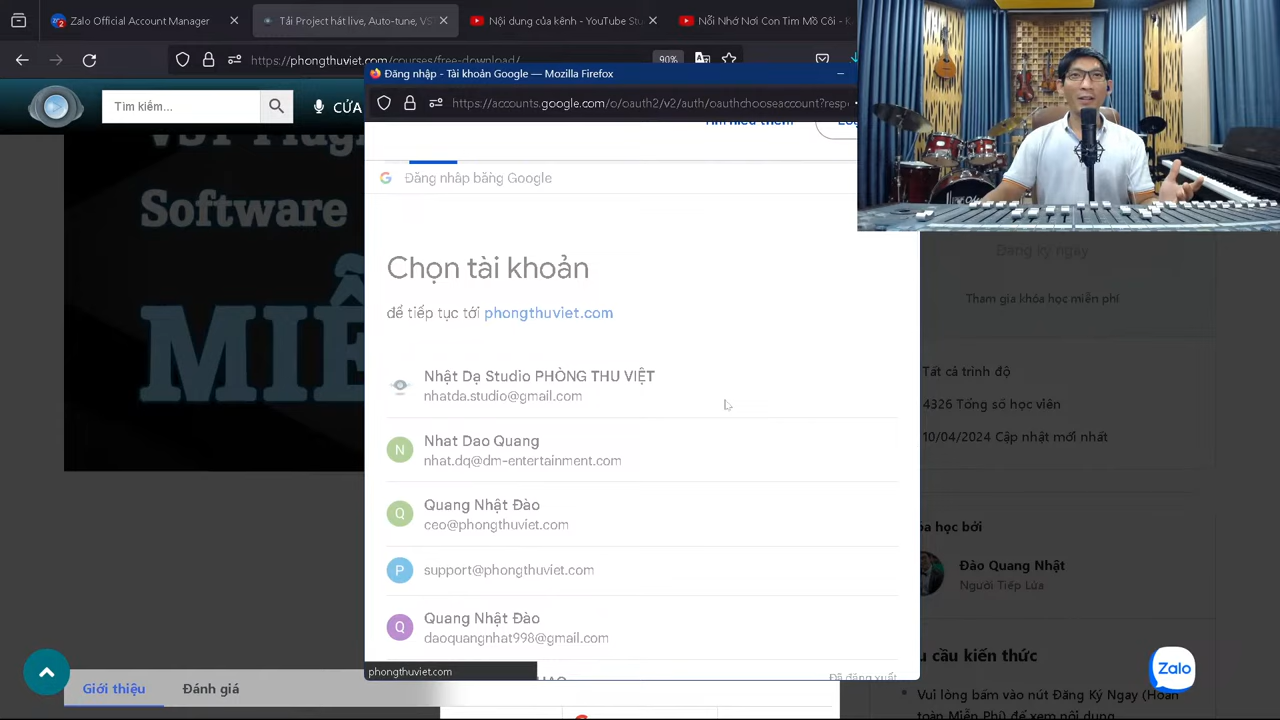 Zalo Official Account Manager
Tải Project hát live, Auto-tune, VS
Nội dung của kênh - YouTube Stu
Nỗi Nhớ Nơi Con Tim Mồ Côi - K
https://phongthuviet.com/courses/free-download/
90%
Đăng nhập - Tài khoản Google — Mozilla Firefox
Tìm kiếm...
CỬA
https://accounts.google.com/o/oauth2/v2/auth/oauthchooseaccount?resp
Tìm hiểu thêm
Đăng nhập bằng Google
VST Plugi
Software
MIỄ
Chọn tài khoản
để tiếp tục tới phongthuviet.com
Nhật Dạ Studio PHÒNG THU VIỆT
nhatda.studio@gmail.com
Nhat Dao Quang
nhat.dq@dm-entertainment.com
Quang Nhật Đào
ceo@phongthuviet.com
support@phongthuviet.com
Quang Nhật Đào
daoquangnhat998@gmail.com
Đã đăng xuất
phongthuviet.com
Đăng ký ngay
Tham gia khóa học miễn phí
Tất cả trình độ
4326 Tổng số học viên
10/04/2024 Cập nhật mới nhất
a học bởi
Đào Quang Nhật
Người Tiếp Lửa
u cầu kiến thức
Vui lòng bấm vào nút Đăng Ký Ngay (Hoàn
toàn Miễn Phí) để xem nội dung
Zalo
Giới thiệu
Đánh giá